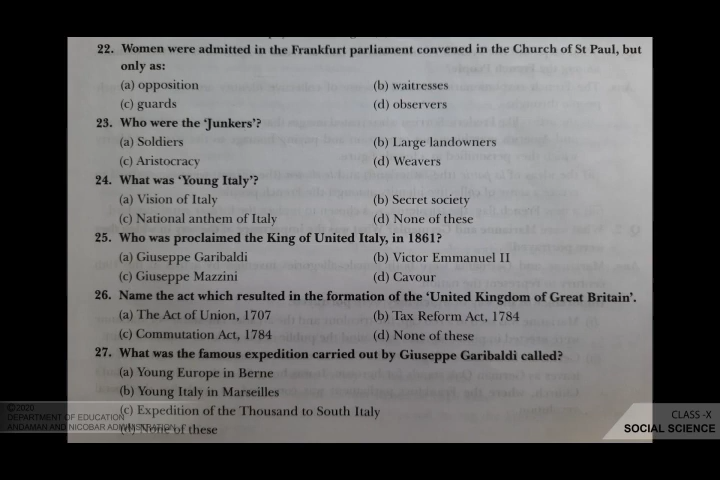 22. Women were admitted in the Frankfurt parliament convened in the Church of St Paul, but
only as:
(a) opposition (b) waitresses
(c) guards (d) observers
23. Who were the 'Junkers'?
(a) Soldiers (b) Large landowners
(c) Aristocracy (d) Weavers
24. What was 'Young Italy'?
(a) Vision of Italy (b) Secret society
(c) National anthem of Italy (d) None of these
25. Who was proclaimed the King of United Italy, in 1861?
(a) Giuseppe Garibaldi (b) Victor Emmanuel II
(c) Giuseppe Mazzini (d) Cavour
26. Name the act which resulted in the formation of the 'United Kingdom of Great Britain'.
(a) The Act of Union, 1707 (b) Tax Reform Act, 1784
(c) Commutation Act, 1784 (d) None of these
27. What was the famous expedition carried out by Giuseppe Garibaldi called?
(a) Young Europe in Berne
(b) Young Italy in Marseilles
(c) Expedition of the Thousand to South Italy
(d) None of these
©2020
DEPARTMENT OF EDUCATION
ANDAMAN AND NICOBAR ADMINISTRATION
CLASS -X
SOCIAL SCIENCE